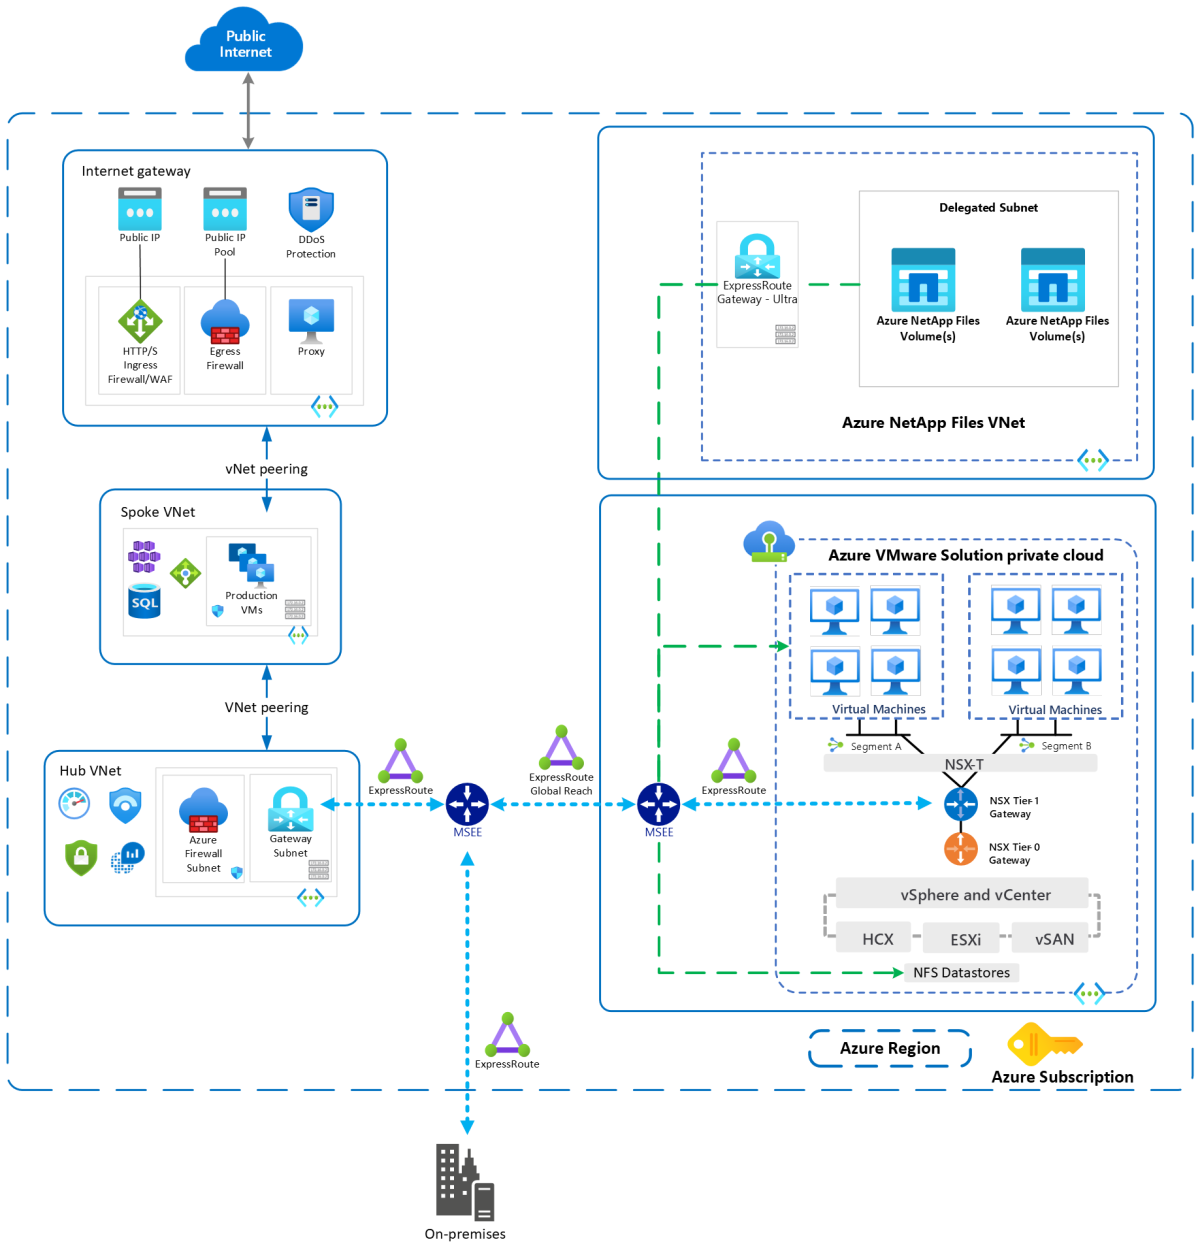 Public
Internet
Internet gateway
Public IP
Public IP
Pool
DDoS
Protection
HTTP/S
Ingress
Firewall/WAF
Egress
Firewall
Proxy
vNet peering
Spoke VNet
SQL
Production
VMs
VNet peering
Hub VNet
Azure
Firewall
Subnet
Gateway
Subnet
ExpressRoute
MSEE
ExpressRoute
Global Reach
MSEE
ExpressRoute
ExpressRoute
On-premises
ExpressRoute
Gateway - Ultra
Delegated Subnet
Azure NetApp Files
Volume(s)
Azure NetApp Files
Volume(s)
Azure NetApp Files VNet
Azure VMware Solution private cloud
Virtual Machines
Virtual Machines
Segment A
Segment B
NSX-T
NSX Tier-1
Gateway
NSX Tier-0
Gateway
vSphere and vCenter
HCX
ESXi
vSAN
NFS Datastores
Azure Region
Azure Subscription